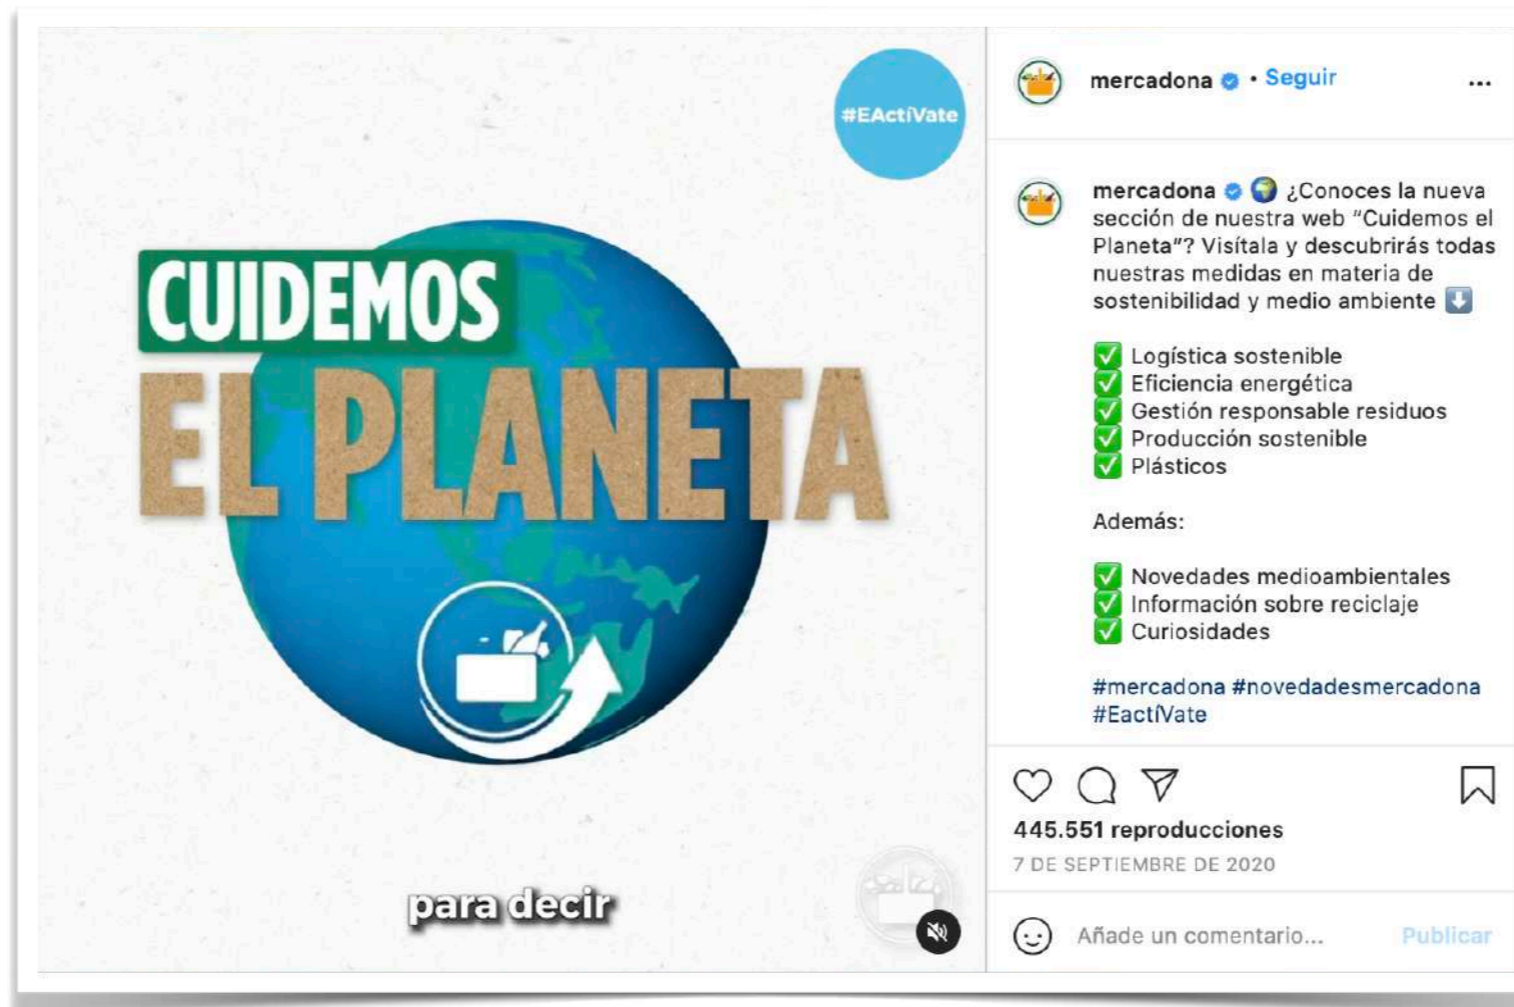 #EActíVate
CUIDEMOS
EL PLANETA
para decir
mercadona • Seguir
...
mercadona 🌍 ¿Conoces la nueva
sección de nuestra web “Cuidemos el
Planeta”? Visítala y descubrirás todas
nuestras medidas en materia de
sostenibilidad y medio ambiente ⬇️
✅ Logística sostenible
✅ Eficiencia energética
✅ Gestión responsable residuos
✅ Producción sostenible
✅ Plásticos
Además:
✅ Novedades medioambientales
✅ Información sobre reciclaje
✅ Curiosidades
#mercadona #novedadesmercadona
#EactíVate
445.551 reproducciones
7 DE SEPTIEMBRE DE 2020
Añade un comentario... Publicar